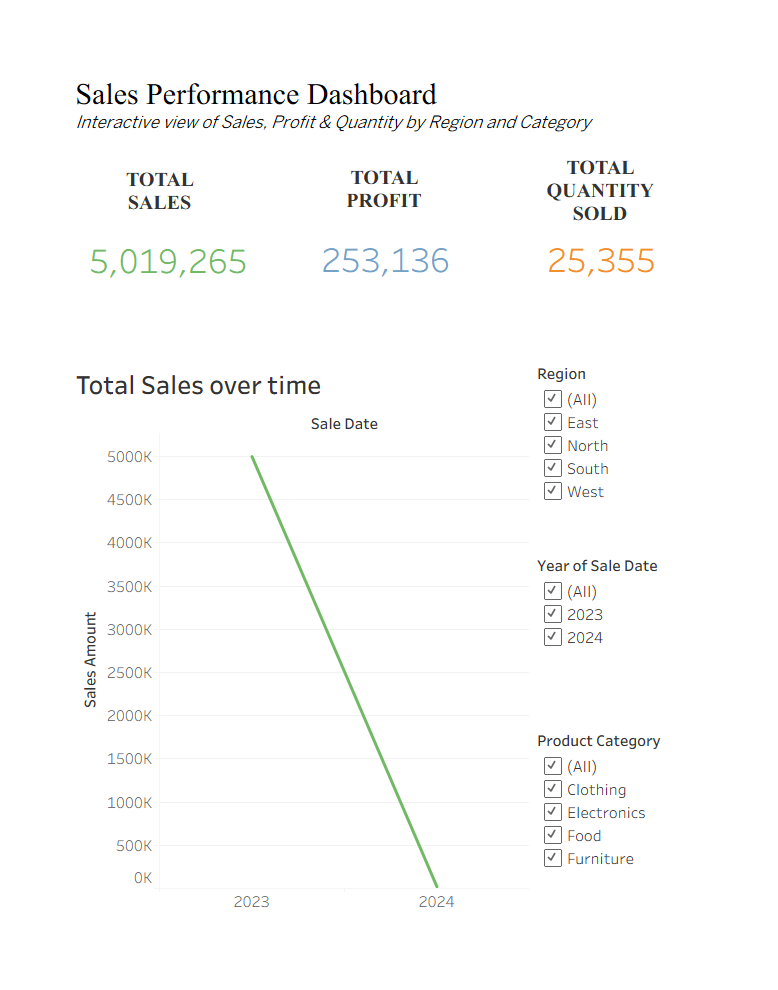 Sales Performance Dashboard
Interactive view of Sales, Profit & Quantity by Region and Category
TOTAL
SALES
5,019,265
TOTAL
PROFIT
253,136
TOTAL
QUANTITY
SOLD
25,355
Total Sales over time
Sale Date
Sales Amount
5000K
4500K
4000K
3500K
3000K
2500K
2000K
1500K
1000K
500K
0K
2023
2024
Region
(All)
East
North
South
West
Year of Sale Date
(All)
2023
2024
Product Category
(All)
Clothing
Electronics
Food
Furniture